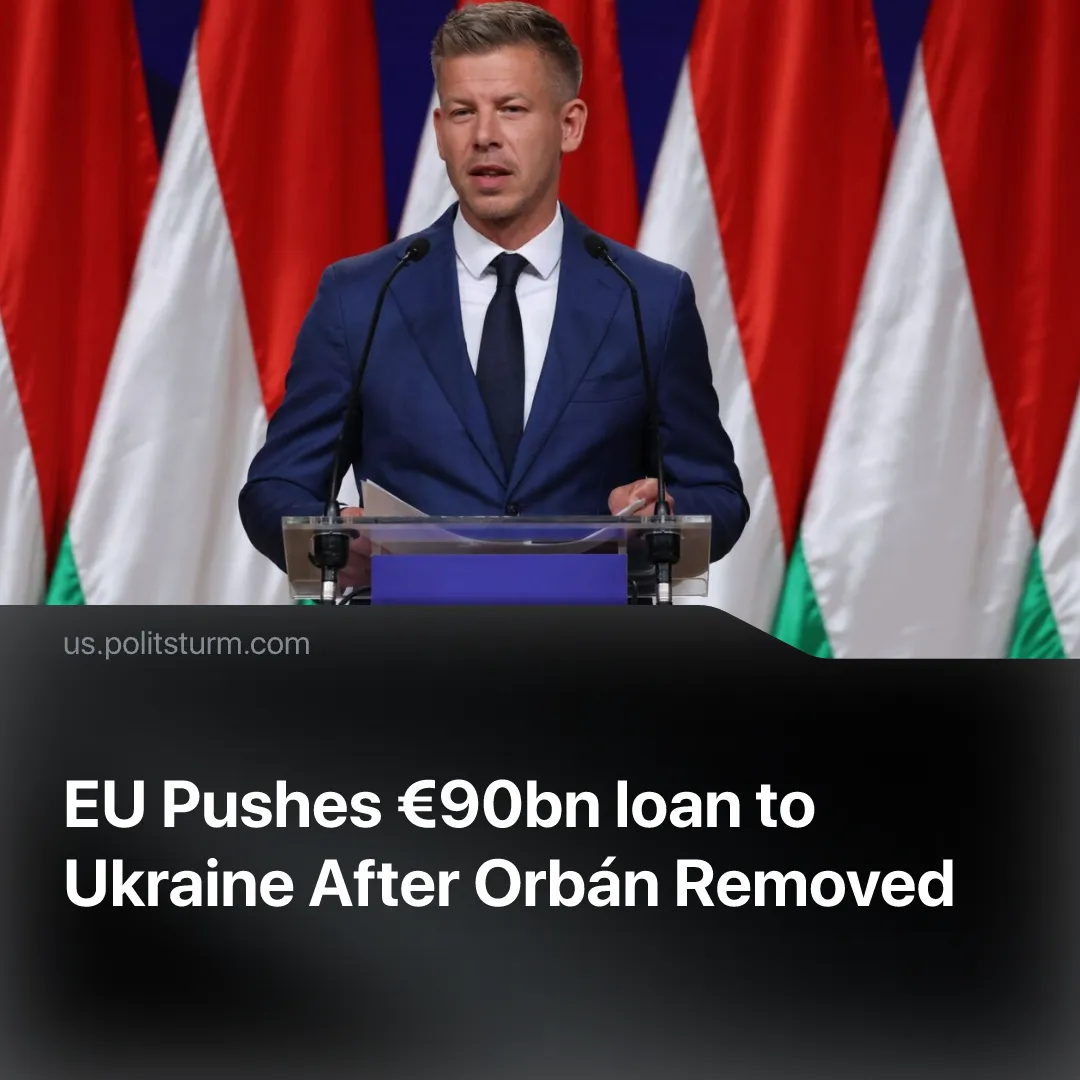 us.politsturm.com
EU Pushes €90bn loan to
Ukraine After Orbán Removed